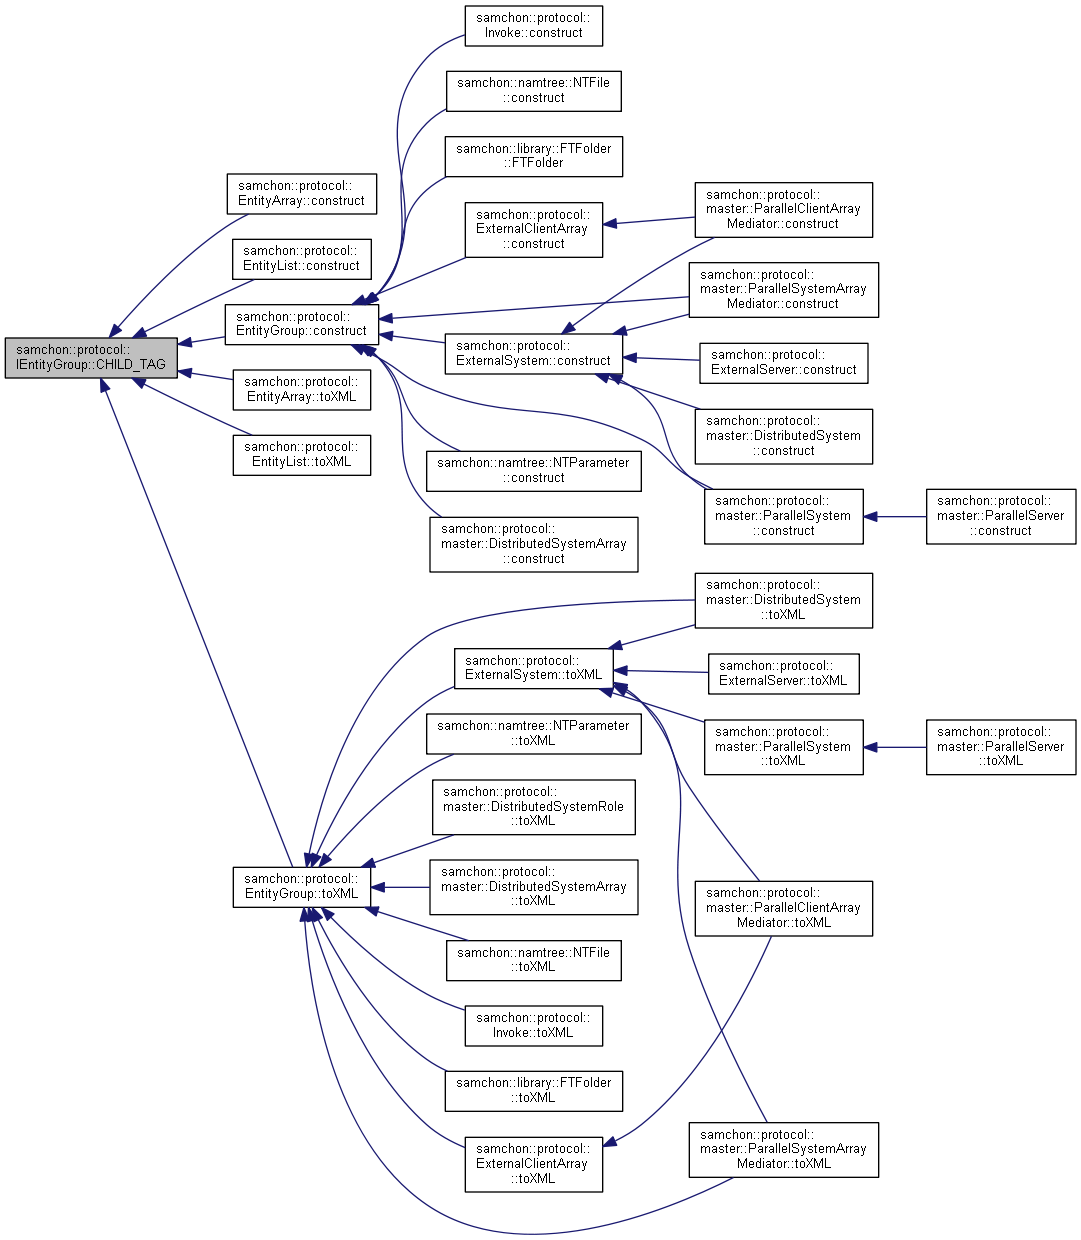 samchon::protocol::
IEntityGroup::CHILD_TAG
samchon::protocol::
EntityArray::construct
samchon::protocol::
EntityList::construct
samchon::protocol::
EntityGroup::construct
samchon::protocol::
EntityArray::toXML
samchon::protocol::
EntityList::toXML
samchon::protocol::
EntityGroup::toXML
samchon::protocol::
Invoke::construct
samchon::namtree::NTFile
::construct
samchon::library::FTFolder
::FTFolder
samchon::protocol::
ExternalClientArray
::construct
samchon::protocol::
ExternalSystem::construct
samchon::namtree::NTParameter
::construct
samchon::protocol::
master::DistributedSystemArray
::construct
samchon::protocol::
master::ParallelClientArray
Mediator::construct
samchon::protocol::
master::ParallelSystemArray
Mediator::construct
samchon::protocol::
ExternalServer::construct
samchon::protocol::
master::DistributedSystem
::construct
samchon::protocol::
master::ParallelSystem
::construct
samchon::protocol::
master::ParallelServer
::construct
samchon::protocol::
master::DistributedSystem
::toXML
samchon::protocol::
ExternalSystem::toXML
samchon::protocol::
ExternalServer::toXML
samchon::namtree::NTParameter
::toXML
samchon::protocol::
master::ParallelSystem
::toXML
samchon::protocol::
master::ParallelServer
::toXML
samchon::protocol::
master::DistributedSystemRole
::toXML
samchon::protocol::
master::DistributedSystemArray
::toXML
samchon::namtree::NTFile
::toXML
samchon::protocol::
Invoke::toXML
samchon::library::FTFolder
::toXML
samchon::protocol::
ExternalClientArray
::toXML
samchon::protocol::
master::ParallelClientArray
Mediator::toXML
samchon::protocol::
master::ParallelSystemArray
Mediator::toXML